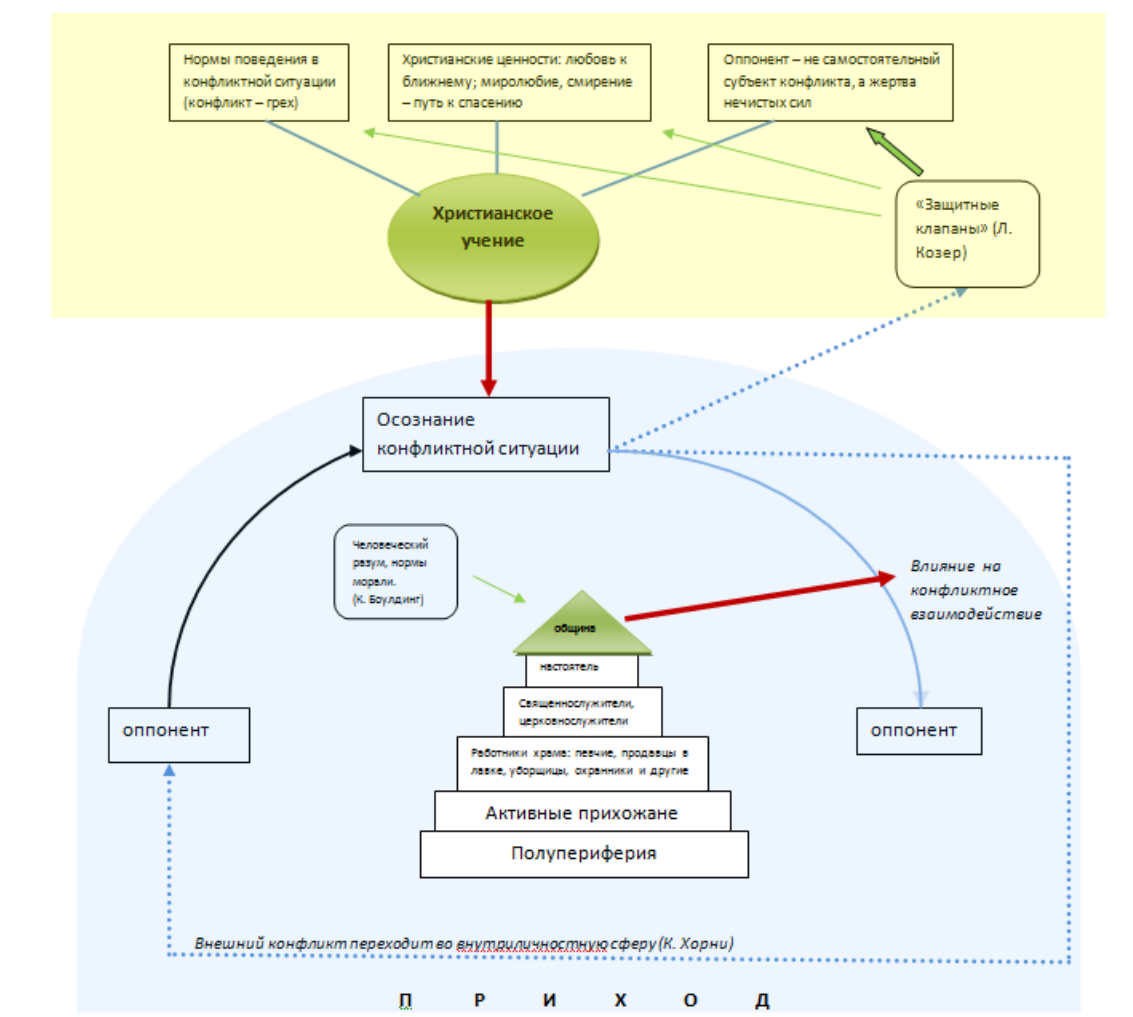 Нормы поведения в
конфликтной ситуации
(конфликт – грех)
Христианские ценности: любовь к
ближнему; миролюбие, смирение
– путь к спасению
Оппонент – не самостоятельный
субъект конфликта, а жертва
нечистых сил
Христианское
учение
«Защитные
клапаны» (Л.
Козер)
Осознание
конфликтной ситуации
Человеческий
разум, нормы
морали.
(К. Боулдинг)
Влияние на
конфликтное
взаимодействие
община
настоятель
Священнослужители,
церковнослужители
оппонент
оппонент
Работники храма: певчие, продавцы в
лавке, уборщицы, охранники и другие
Активные прихожане
Полупериферия
Внешний конфликт переходит во внутриличностную сферу (К. Хорни)
П Р И Х О Д